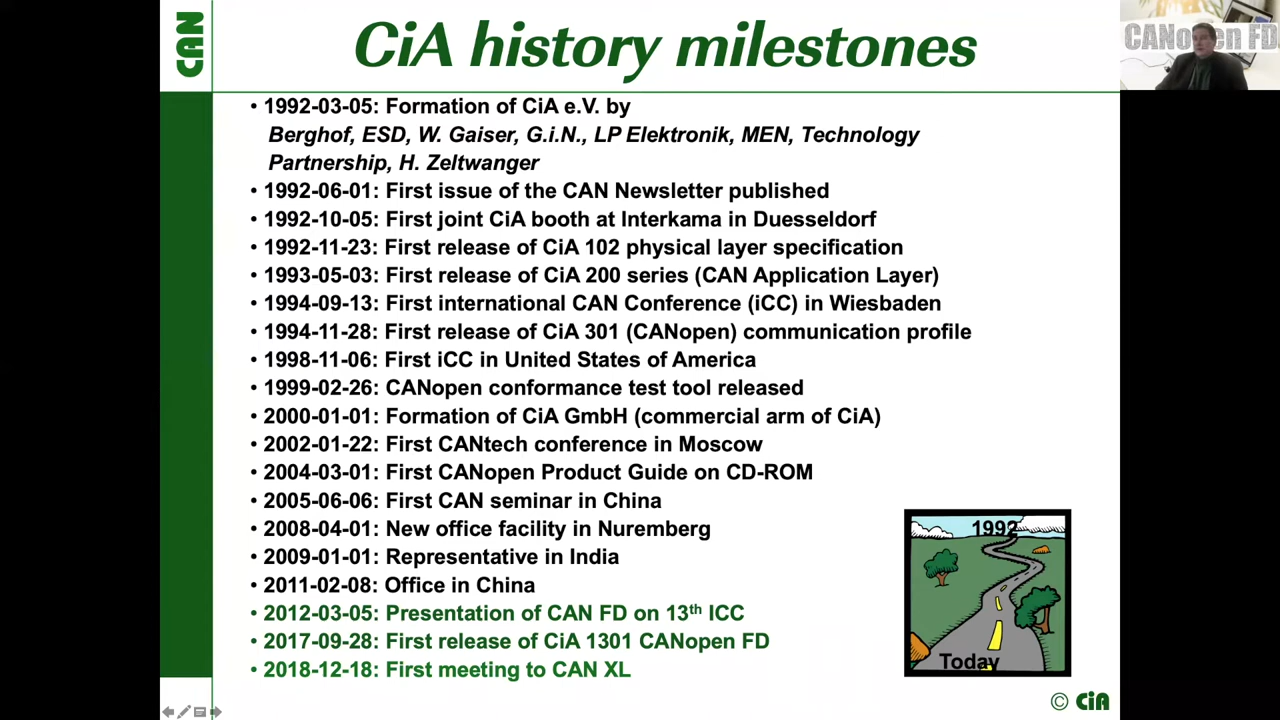 CAN
CiA history milestones
CANopen FD
• 1992-03-05: Formation of CiA e.V. by
Berghof, ESD, W. Gaiser, G.i.N., LP Elektronik, MEN, Technology
Partnership, H. Zeltwanger
• 1992-06-01: First issue of the CAN Newsletter published
• 1992-10-05: First joint CiA booth at Interkama in Duesseldorf
• 1992-11-23: First release of CiA 102 physical layer specification
• 1993-05-03: First release of CiA 200 series (CAN Application Layer)
• 1994-09-13: First international CAN Conference (iCC) in Wiesbaden
• 1994-11-28: First release of CiA 301 (CANopen) communication profile
• 1998-11-06: First iCC in United States of America
• 1999-02-26: CANopen conformance test tool released
• 2000-01-01: Formation of CiA GmbH (commercial arm of CiA)
• 2002-01-22: First CANtech conference in Moscow
• 2004-03-01: First CANopen Product Guide on CD-ROM
• 2005-06-06: First CAN seminar in China
• 2008-04-01: New office facility in Nuremberg
• 2009-01-01: Representative in India
• 2011-02-08: Office in China
• 2012-03-05: Presentation of CAN FD on 13th ICC
• 2017-09-28: First release of CiA 1301 CANopen FD
• 2018-12-18: First meeting to CAN XL
1992
Today
© CiA